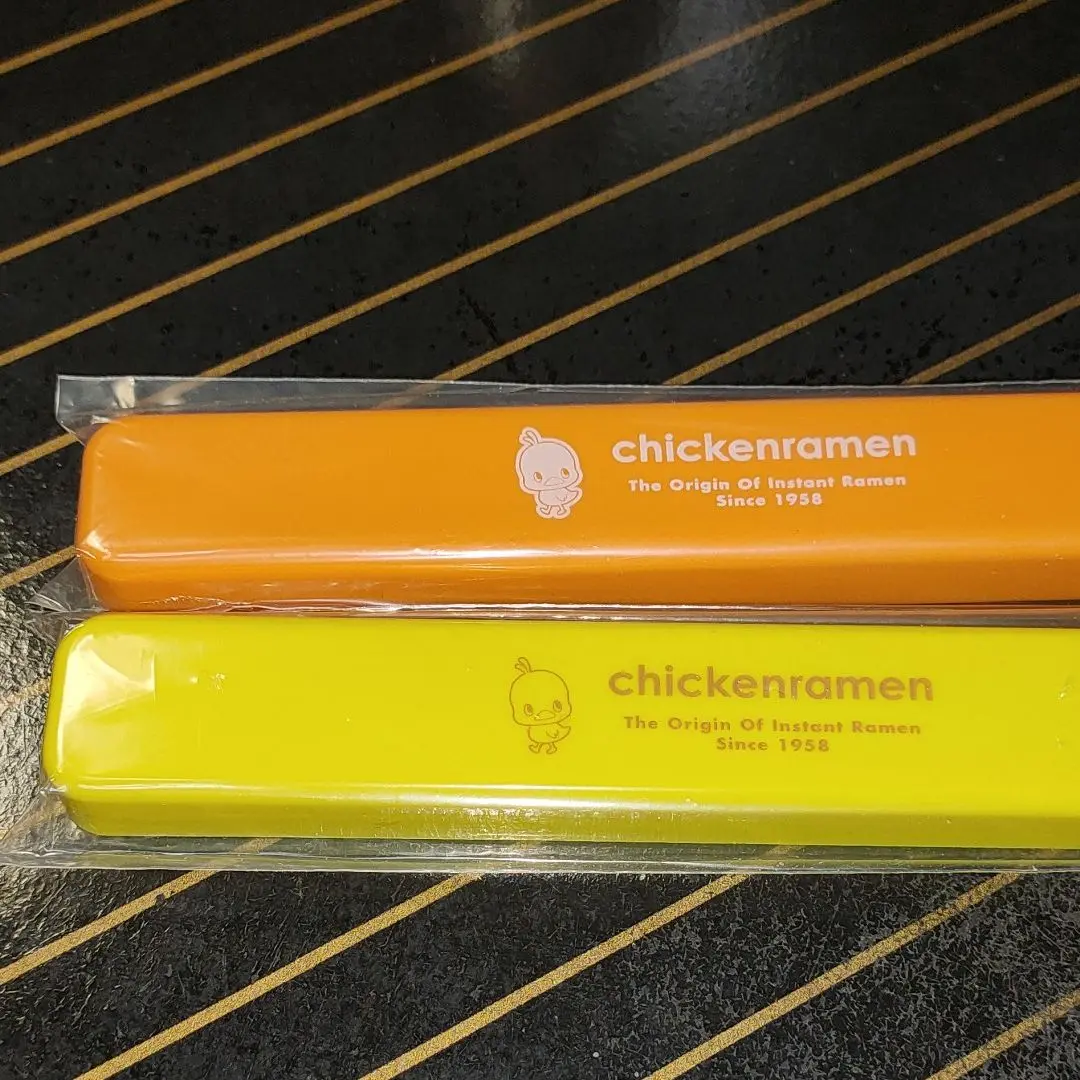 chickenramen
The Origin Of Instant Ramen
Since 1958
chickenramen
The Origin Of Instant Ramen
Since 1958